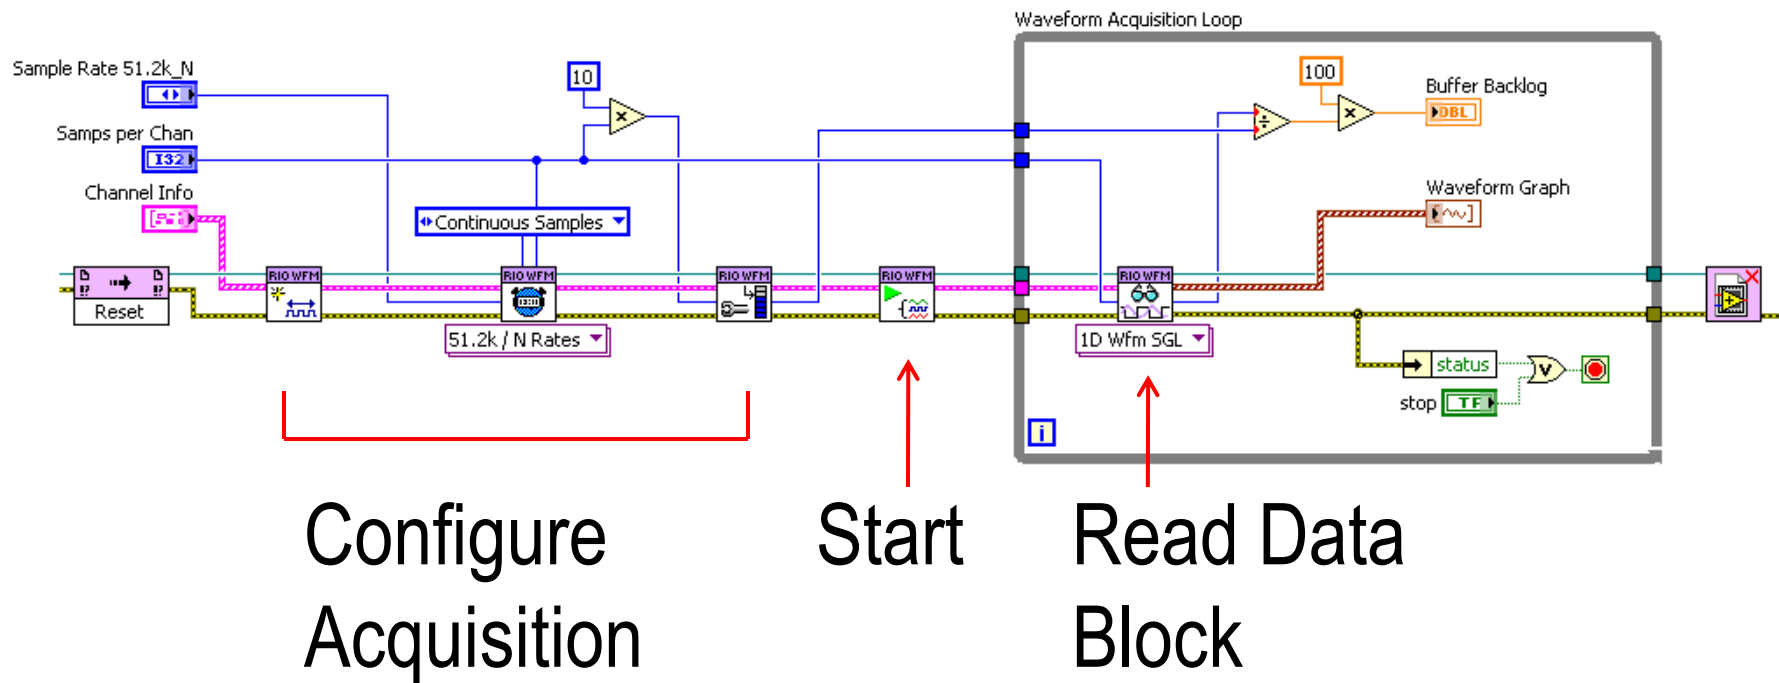 Waveform Acquisition Loop
Sample Rate 51.2k_N
10
100
Buffer Backlog
DBL
Samps per Chan
I32
Channel Info
Continuous Samples
Waveform Graph
RIO WFM
RIO WFM
RIO WFM
RIO WFM
RIO WFM
Reset
51.2k / N Rates
1D Wfm SGL
status
stop
TF
i
Configure
Acquisition
Start
Read Data
Block